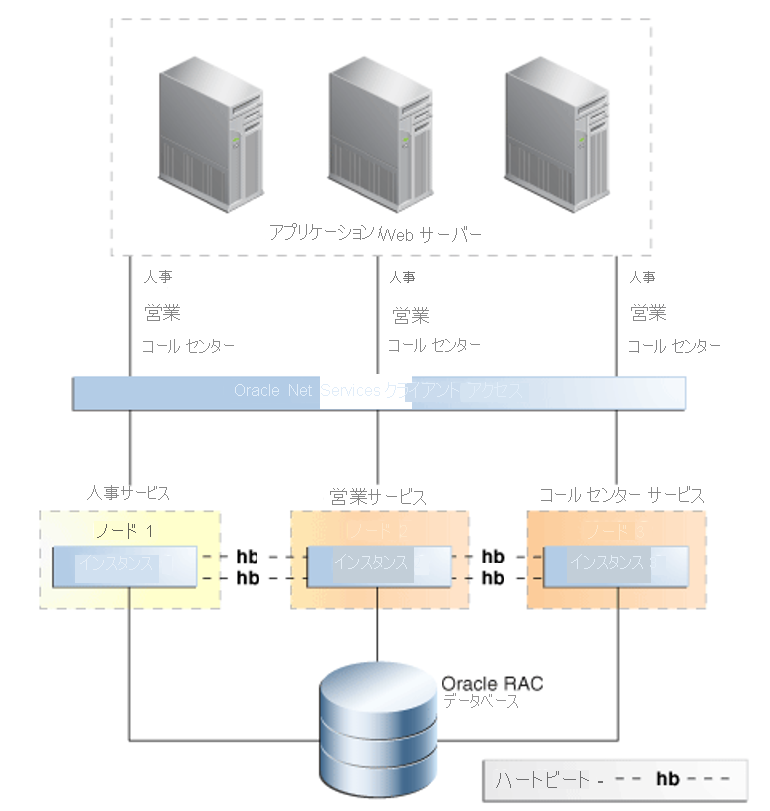 アプリケーション/Web サーバー
人事
営業
コール センター
人事
営業
コール センター
人事
営業
コール センター
Oracle Net Services クライアント アクセス
人事サービス
営業サービス
コール センター サービス
ノード 1
ノード 2
ノード 3
インスタンス
hb
hb
インスタンス
hb
hb
インスタンス
Oracle RAC
データベース
ハートビート - -- hb ---